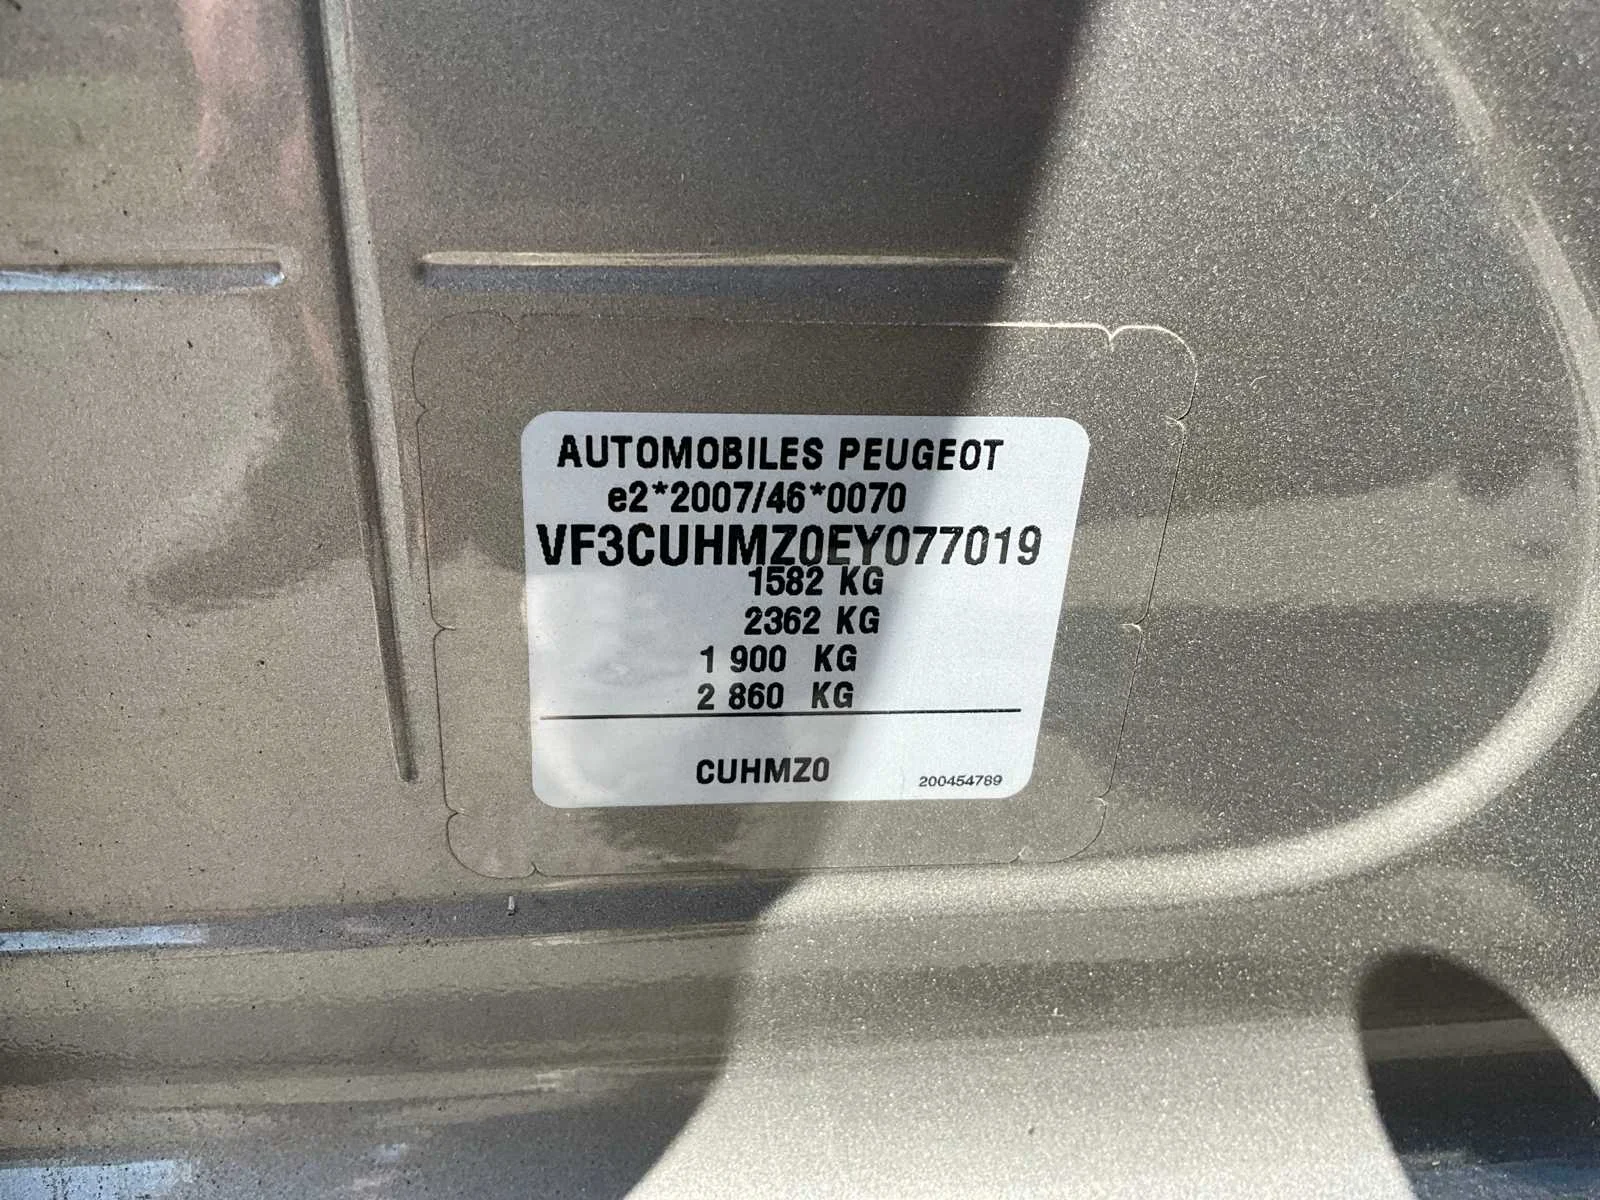 AUTOMOBILES PEUGEOT
e2*2007/46*0070
VF3CUHMZ0EY077019
1582 KG
2362 KG
1 900 KG
2 860 KG
CUHMZ0
200454789